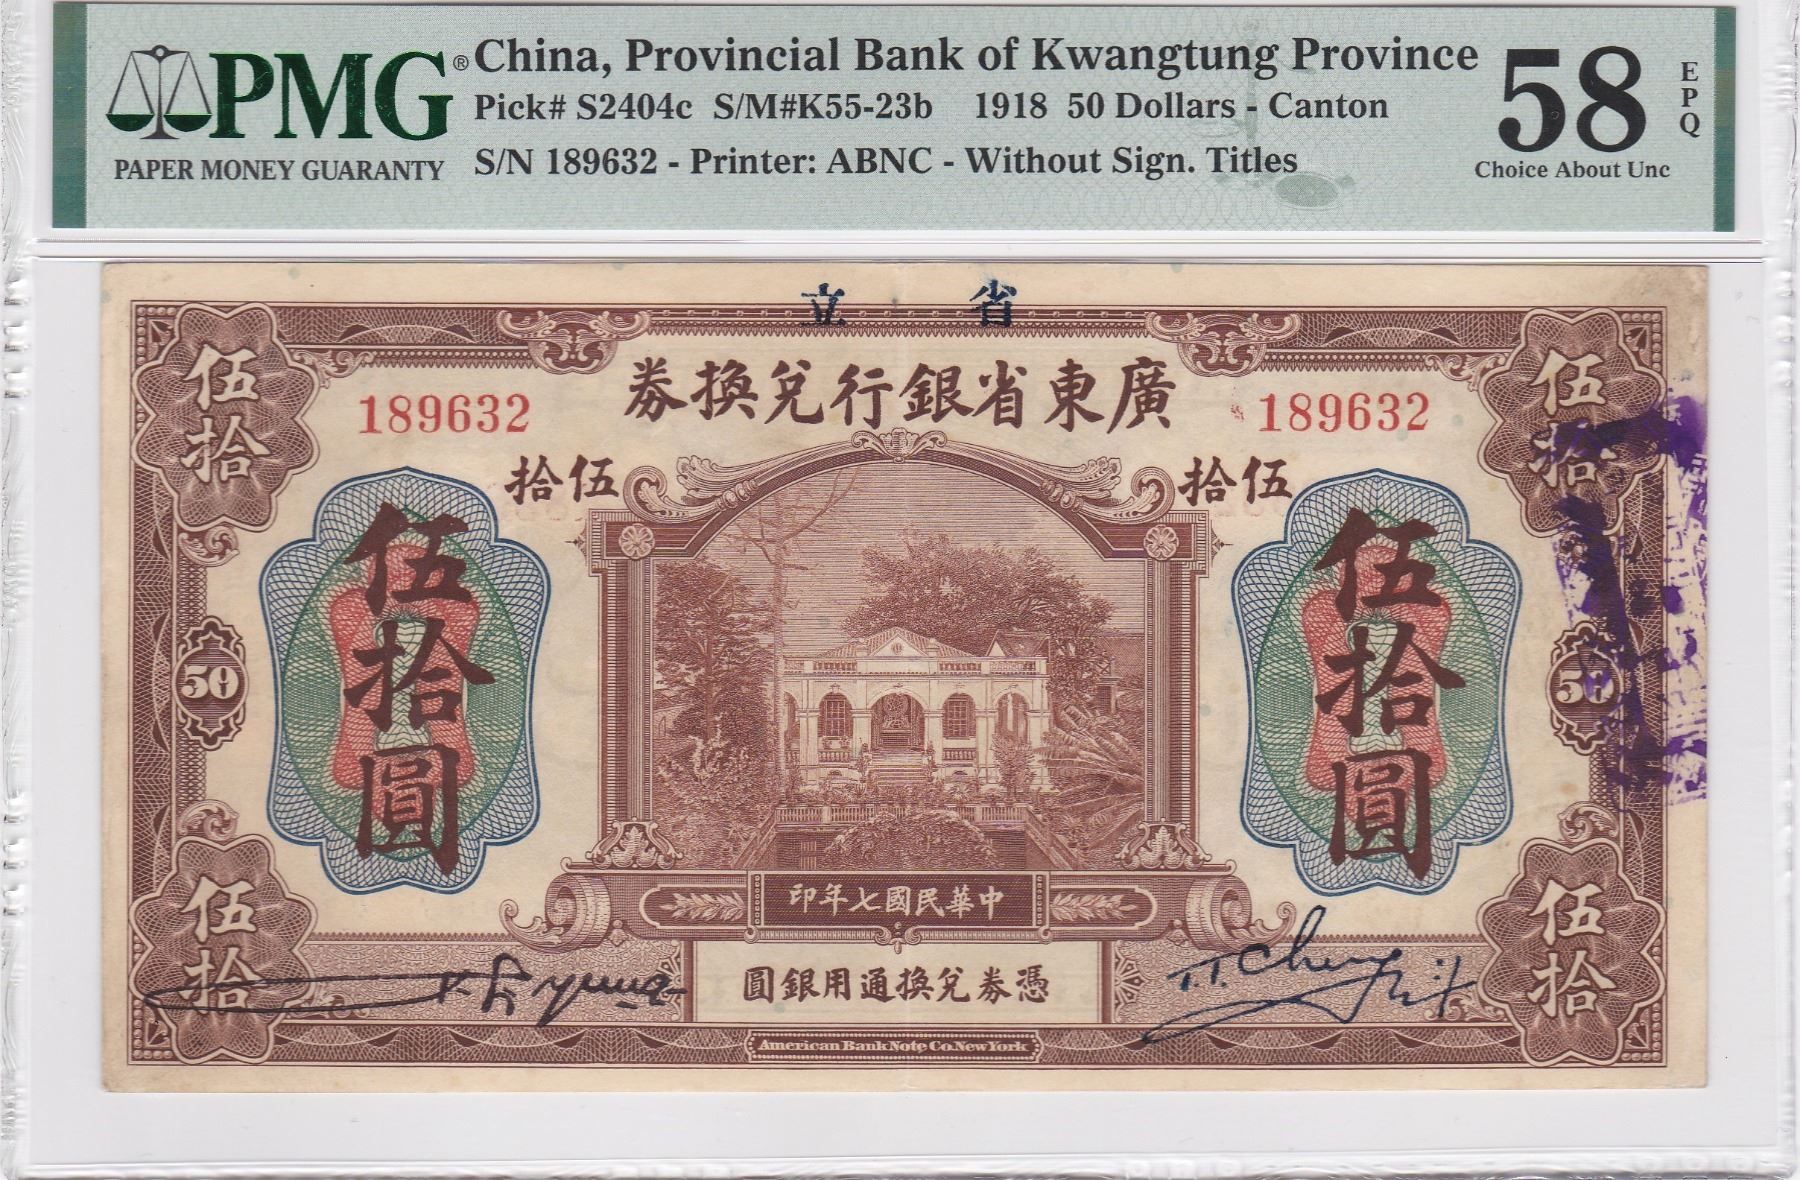 PMG®
PAPER MONEY GUARANTY
China, Provincial Bank of Kwangtung Province
Pick# S2404c S/M#K55-23b 1918 50 Dollars - Canton
S/N 189632 - Printer: ABNC - Without Sign. Titles
58 EPQ
Choice About Unc
立 省
券換兌行銀省東廣
189632 189632
伍拾 伍拾
拾伍 拾伍
伍拾圓 伍拾圓
50 50
印年七國民華中
伍拾 伍拾
圓銀用通換兌券憑
T.T. Cheng
American Bank Note Co. New York